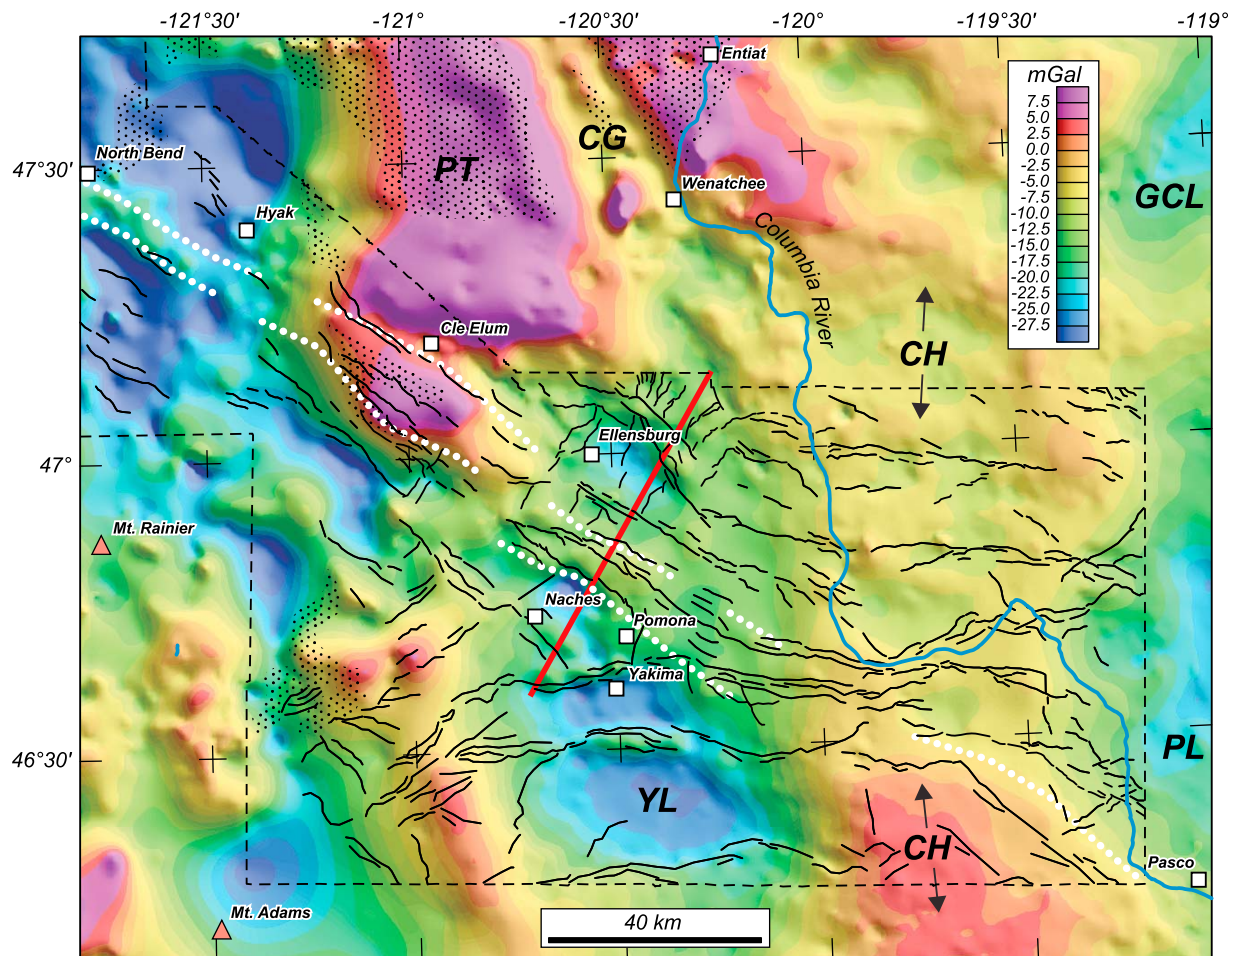 -121°30' -121° -120°30' -120° -119°30' -119°
Entiat
mGal
7.5
5.0
2.5
0.0
-2.5
-5.0
-7.5
-10.0
-12.5
-15.0
-17.5
-20.0
-22.5
-25.0
-27.5
CG
North Bend
47°30'
PT
Wenatchee
GCL
Hyak
Columbia River
Cle Elum
CH
Ellensburg
47°
Mt. Rainier
Naches
Pomona
Yakima
46°30'
PL
YL
CH
Pasco
Mt. Adams
40 km